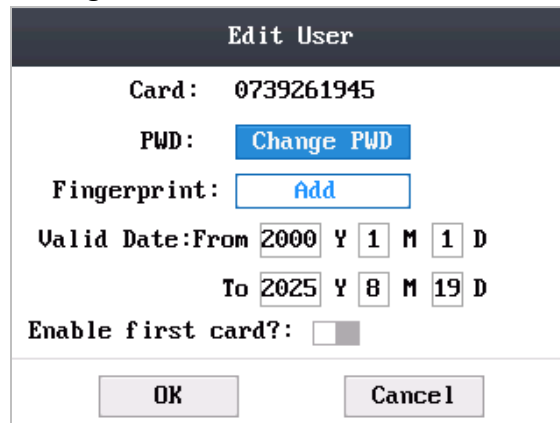 Edit User
Card: 0739261945
PWD: Change PWD
Fingerprint: Add
Valid Date:From 2000 Y 1 M 1 D
To 2025 Y 8 M 19 D
Enable first card?:
OK Cancel